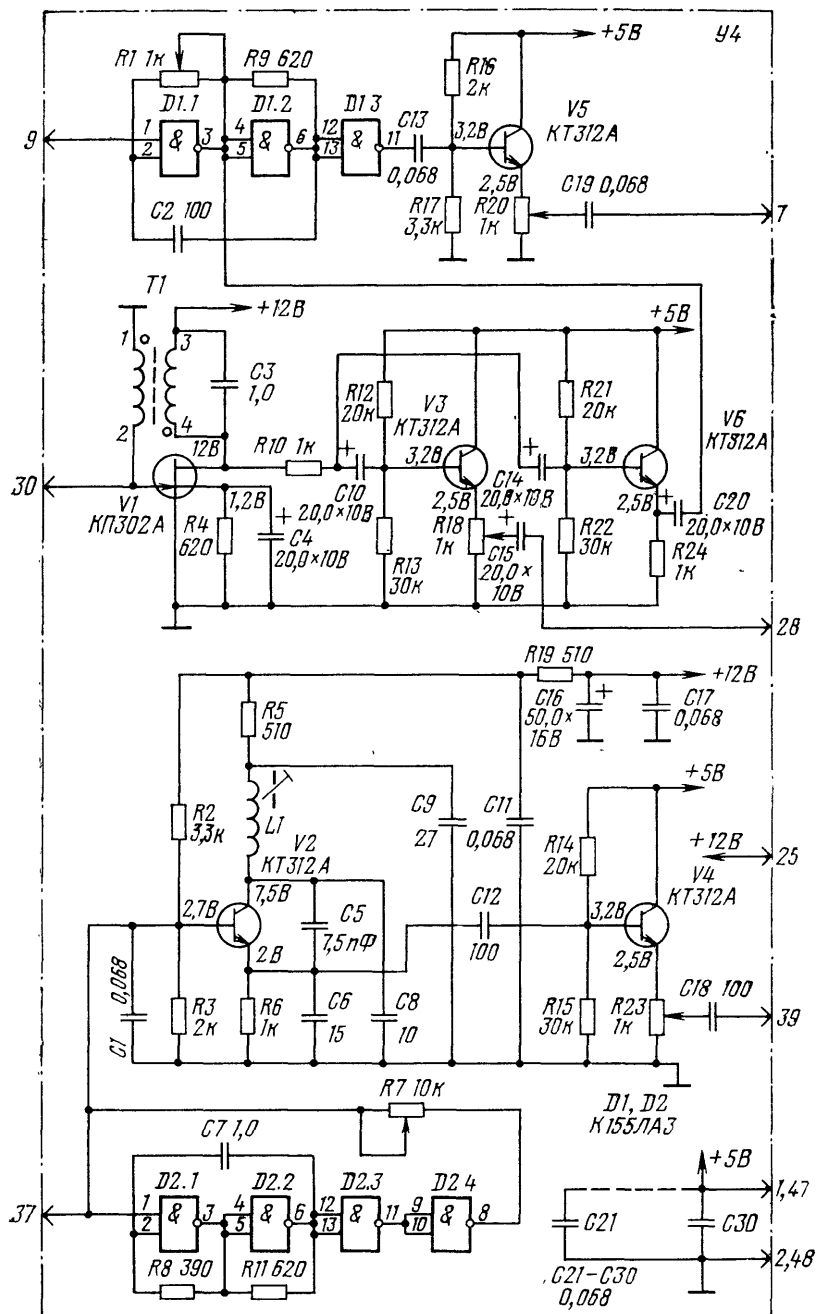 +5В
У4
R1 1к
R9 620
R16
2к
D1.1
D1.2
D1 3
C13
V5
КТ312А
9
1
2
&
3
4
5
&
6
12
13
&
11
3,2В
0,068
2,5В
C19 0,068
C2 100
R17
3,3к
R20
1к
7
T1
+12В
+5В
1
3
C3
1,0
R12
20к
V3
КТ312А
R21
20к
V6
КТ312А
2
4
12В
R10 1к
+
3,2В
+
3,2В
30
V1
КП302А
1,2В
R4
620
+
C4
20,0×10В
C10
20,0×10В
2,5В
R18
1к
+
C14
20,0×10В
C15
20,0×
10В
R22
30к
2,5В
+
C20
20,0×10В
R24
1к
R13
30к
28
R19 510
+12В
R5
510
C16
50,0×
16В
+
C17
0,068
+5В
R2
3,3к
L1
C9
27
C11
0,068
R14
20к
+12В
25
V2
КТ312А
7,5В
V4
КТ312А
2,7В
C5
7,5пФ
C12
100
3,2В
2В
2,5В
C1
0,068
R3
2к
R6
1к
C6
15
C8
10
R15
30к
R23
1к
C18 100
39
R7 10к
D1, D2
К155ЛА3
C7 1,0
+5В
D2.1
D2.2
D2.3
D2 4
37
1
2
&
3
4
5
&
6
12
13
&
11
9
10
&
8
1,47
C21
C30
R8 390
R11 620
2,48
C21–C30
0,068